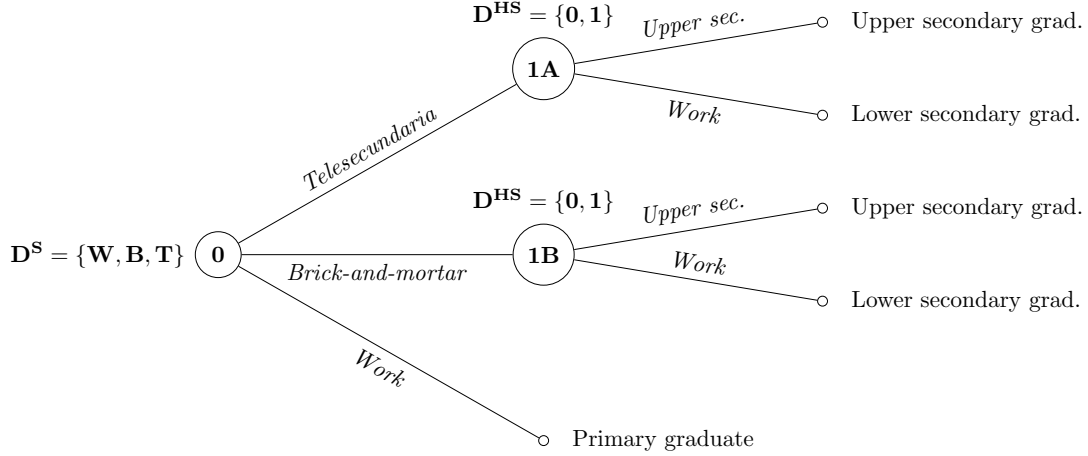 D^HS = {0, 1}
Upper sec.
Upper secondary grad.
1A
Work
Lower secondary grad.
Telesecundaria
D^HS = {0, 1}
Upper sec.
Upper secondary grad.
D^S = {W, B, T}
0
Brick-and-mortar
1B
Work
Lower secondary grad.
Work
Primary graduate